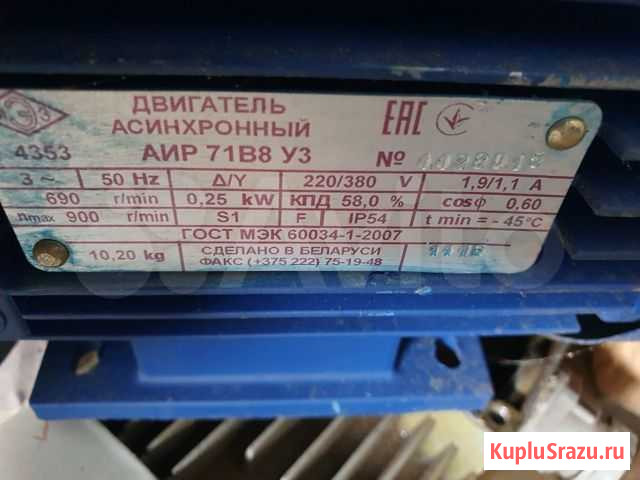 ДВИГАТЕЛЬ
АСИНХРОННЫЙ
EAC
4353 АИР 71В8 У3 №
3 ~ 50 Hz Δ/Y 220/380 V 1,9/1,1 A
690 r/min 0,25 kW КПД 58,0 % cosφ 0,60
nmax 900 r/min S1 F IP54 t min = - 45°C
ГОСТ МЭК 60034-1-2007
10,20 kg СДЕЛАНО В БЕЛАРУСИ
ФАКС (+375 222) 75-19-48
KupluSrazu.ru